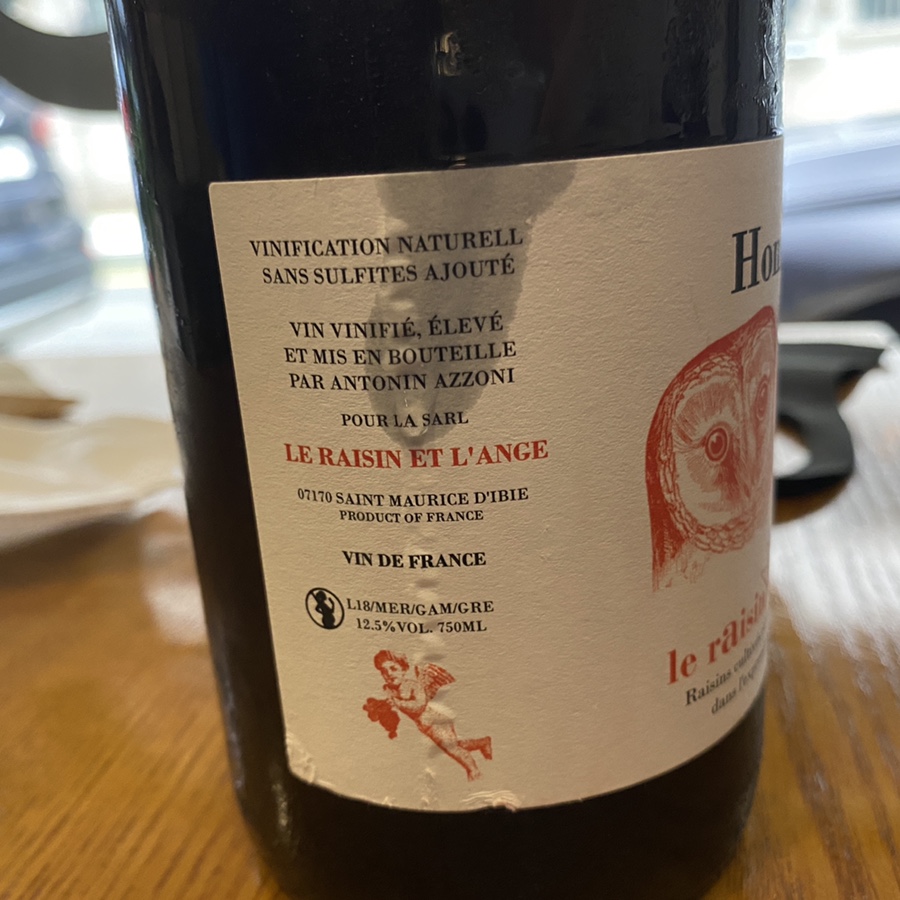 VINIFICATION NATURELL
SANS SULFITES AJOUTÉ
VIN VINIFIÉ, ÉLEVÉ
ET MIS EN BOUTEILLE
PAR ANTONIN AZZONI
POUR LA SARL
LE RAISIN ET L'ANGE
07170 SAINT MAURICE D'IBIE
PRODUCT OF FRANCE
VIN DE FRANCE
L18/MER/GAM/GRE
12.5%VOL. 750ML
le raisin
Raisins
dans